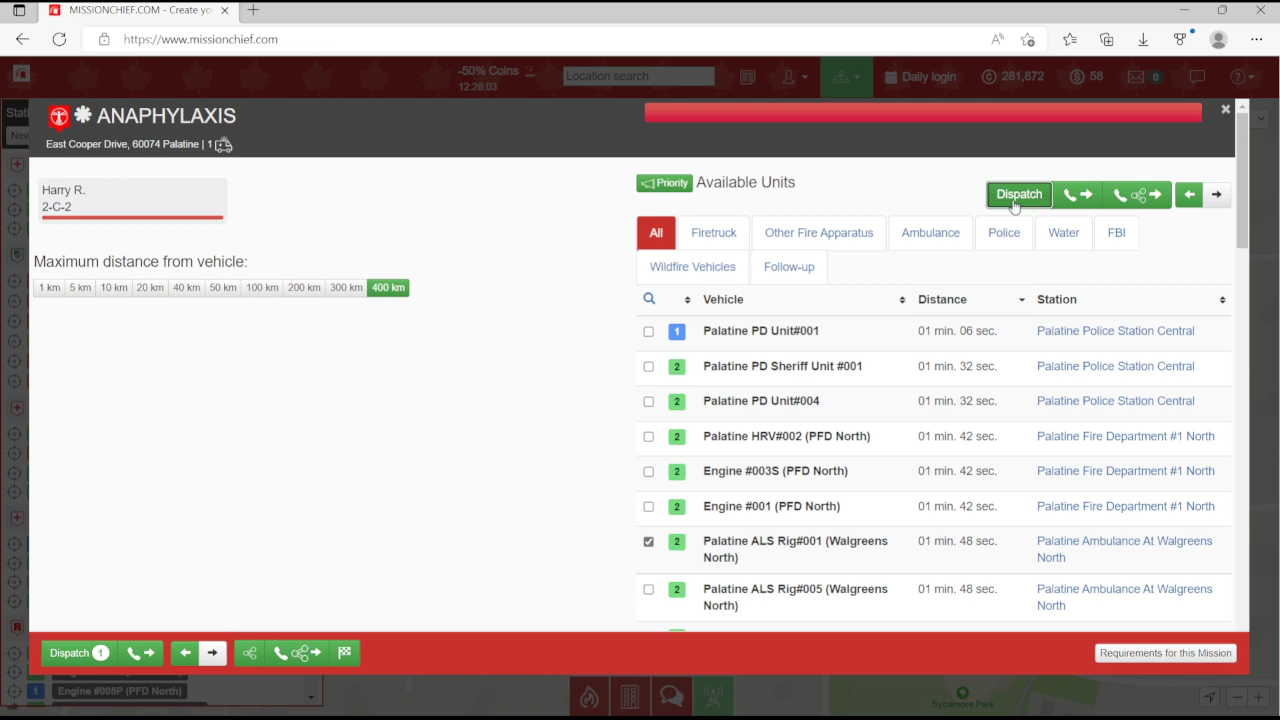 MISSIONCHIEF.COM - Create yo
https://www.missionchief.com
-50% Coins
12:28:03
Location search
Daily login
281,872
58
0
Stati
New
ANAPHYLAXIS
East Cooper Drive, 60074 Palatine | 1
Harry R.
2-C-2
Maximum distance from vehicle:
1 km 5 km 10 km 20 km 40 km 50 km 100 km 200 km 300 km 400 km
Priority Available Units
Dispatch
All Firetruck Other Fire Apparatus Ambulance Police Water FBI
Wildfire Vehicles Follow-up
Vehicle Distance Station
1 Palatine PD Unit#001 01 min. 06 sec. Palatine Police Station Central
2 Palatine PD Sheriff Unit #001 01 min. 32 sec. Palatine Police Station Central
2 Palatine PD Unit#004 01 min. 32 sec. Palatine Police Station Central
2 Palatine HRV#002 (PFD North) 01 min. 42 sec. Palatine Fire Department #1 North
2 Engine #003S (PFD North) 01 min. 42 sec. Palatine Fire Department #1 North
2 Engine #001 (PFD North) 01 min. 42 sec. Palatine Fire Department #1 North
2 Palatine ALS Rig#001 (Walgreens North) 01 min. 48 sec. Palatine Ambulance At Walgreens North
2 Palatine ALS Rig#005 (Walgreens North) 01 min. 48 sec. Palatine Ambulance At Walgreens North
Dispatch 1
Requirements for this Mission
1 Engine #005P (PFD North)
Sycamore Park